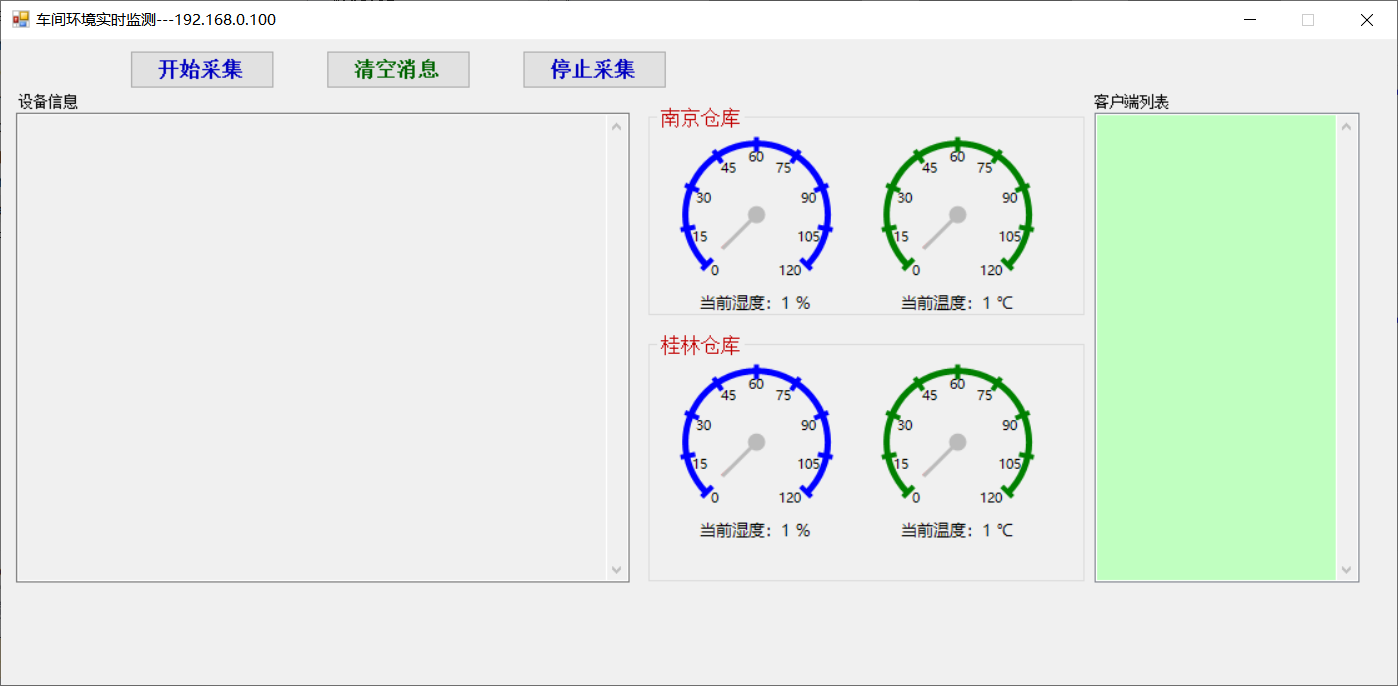 车间环境实时监测---192.168.0.100
开始采集 清空消息 停止采集
设备信息
南京仓库
60
45 75
30 90
15 105
0 120
当前湿度：1 %
60
45 75
30 90
15 105
0 120
当前温度：1 ℃
桂林仓库
60
45 75
30 90
15 105
0 120
当前湿度：1 %
60
45 75
30 90
15 105
0 120
当前温度：1 ℃
客户端列表